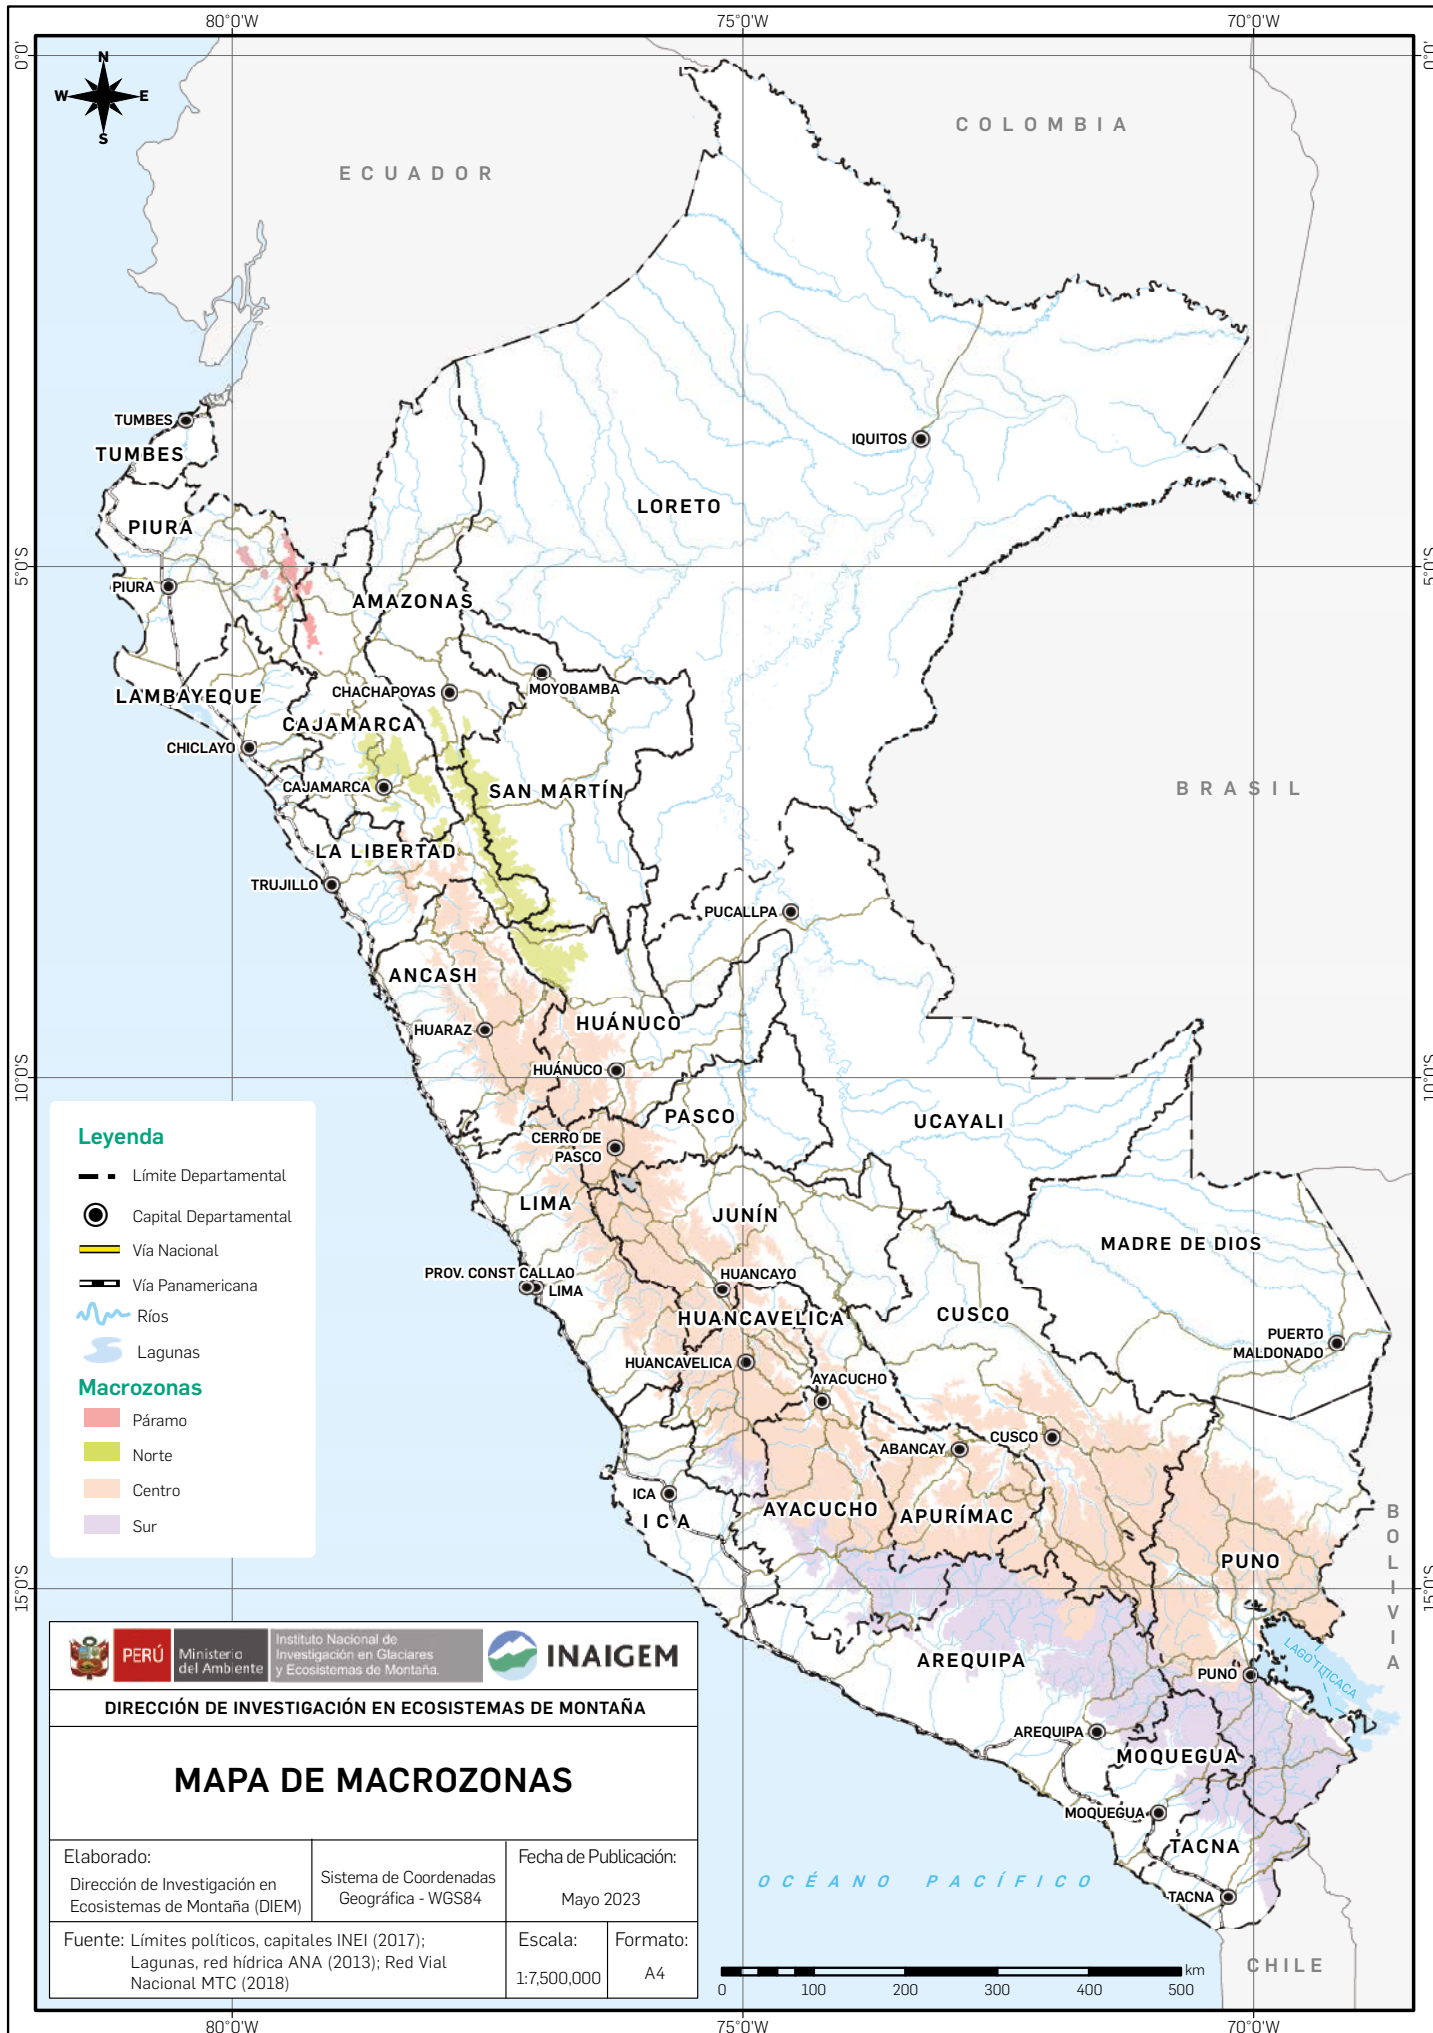 80°0'W
75°0'W
70°0'W
0°0'
0°0'
N
W
E
S
COLOMBIA
ECUADOR
TUMBES
TUMBES
IQUITOS
LORETO
PIURA
5°0'S
5°0'S
PIURA
AMAZONAS
CHACHAPOYAS
MOYOBAMBA
LAMBAYEQUE
CAJAMARCA
CHICLAYO
CAJAMARCA
SAN MARTÍN
BRASIL
LA LIBERTAD
TRUJILLO
PUCALLPA
ANCASH
HUARAZ
HUÁNUCO
HUÁNUCO
10°0'S
10°0'S
PASCO
UCAYALI
CERRO DE
PASCO
LIMA
JUNÍN
MADRE DE DIOS
PROV. CONST CALLAO
LIMA
HUANCAYO
HUANCAVELICA
CUSCO
PUERTO
MALDONADO
HUANCAVELICA
AYACUCHO
CUSCO
ABANCAY
ICA
ICA
AYACUCHO
APURÍMAC
BOLIVIA
PUNO
15°0'S
15°0'S
LAGO TITICACA
AREQUIPA
PUNO
AREQUIPA
MOQUEGUA
MOQUEGUA
TACNA
TACNA
OCÉANO PACÍFICO
CHILE
Leyenda
Límite Departamental
Capital Departamental
Vía Nacional
Vía Panamericana
Ríos
Lagunas
Macrozonas
Páramo
Norte
Centro
Sur
PERÚ
Ministerio
del Ambiente
Instituto Nacional de
Investigación en Glaciares
y Ecosistemas de Montaña.
INAIGEM
DIRECCIÓN DE INVESTIGACIÓN EN ECOSISTEMAS DE MONTAÑA
MAPA DE MACROZONAS
Elaborado:
Dirección de Investigación en
Ecosistemas de Montaña (DIEM)
Sistema de Coordenadas
Geográfica - WGS84
Fecha de Publicación:
Mayo 2023
Fuente: Límites políticos, capitales INEI (2017);
Lagunas, red hídrica ANA (2013); Red Vial
Nacional MTC (2018)
Escala:
1:7,500,000
Formato:
A4
km
0 100 200 300 400 500
80°0'W
75°0'W
70°0'W